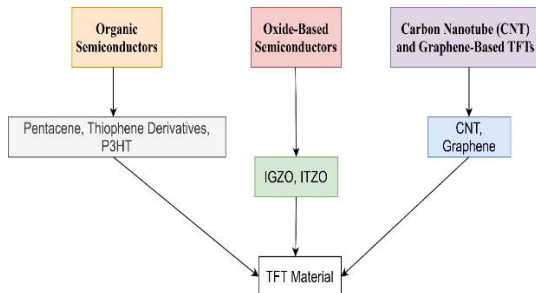 Organic
Semiconductors
Oxide-Based
Semiconductors
Carbon Nanotube (CNT)
and Graphene-Based TFTs
Pentacene, Thiophene Derivatives,
P3HT
IGZO, ITZO
CNT,
Graphene
TFT Material